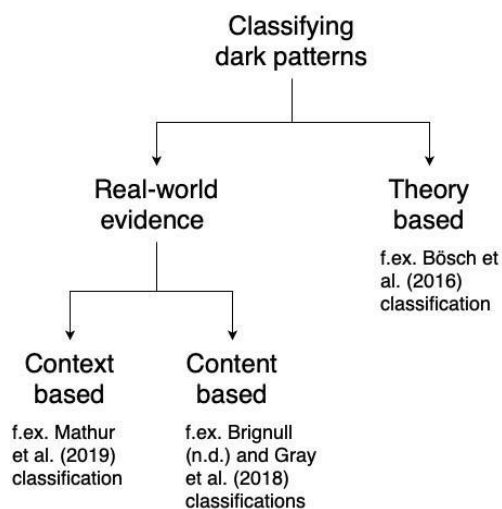 Classifying
dark patterns
Real-world
evidence
Theory
based
f.ex. Bösch et
al. (2016)
classification
Context
based
f.ex. Mathur
et al. (2019)
classification
Content
based
f.ex. Brignull
(n.d.) and Gray
et al. (2018)
classifications